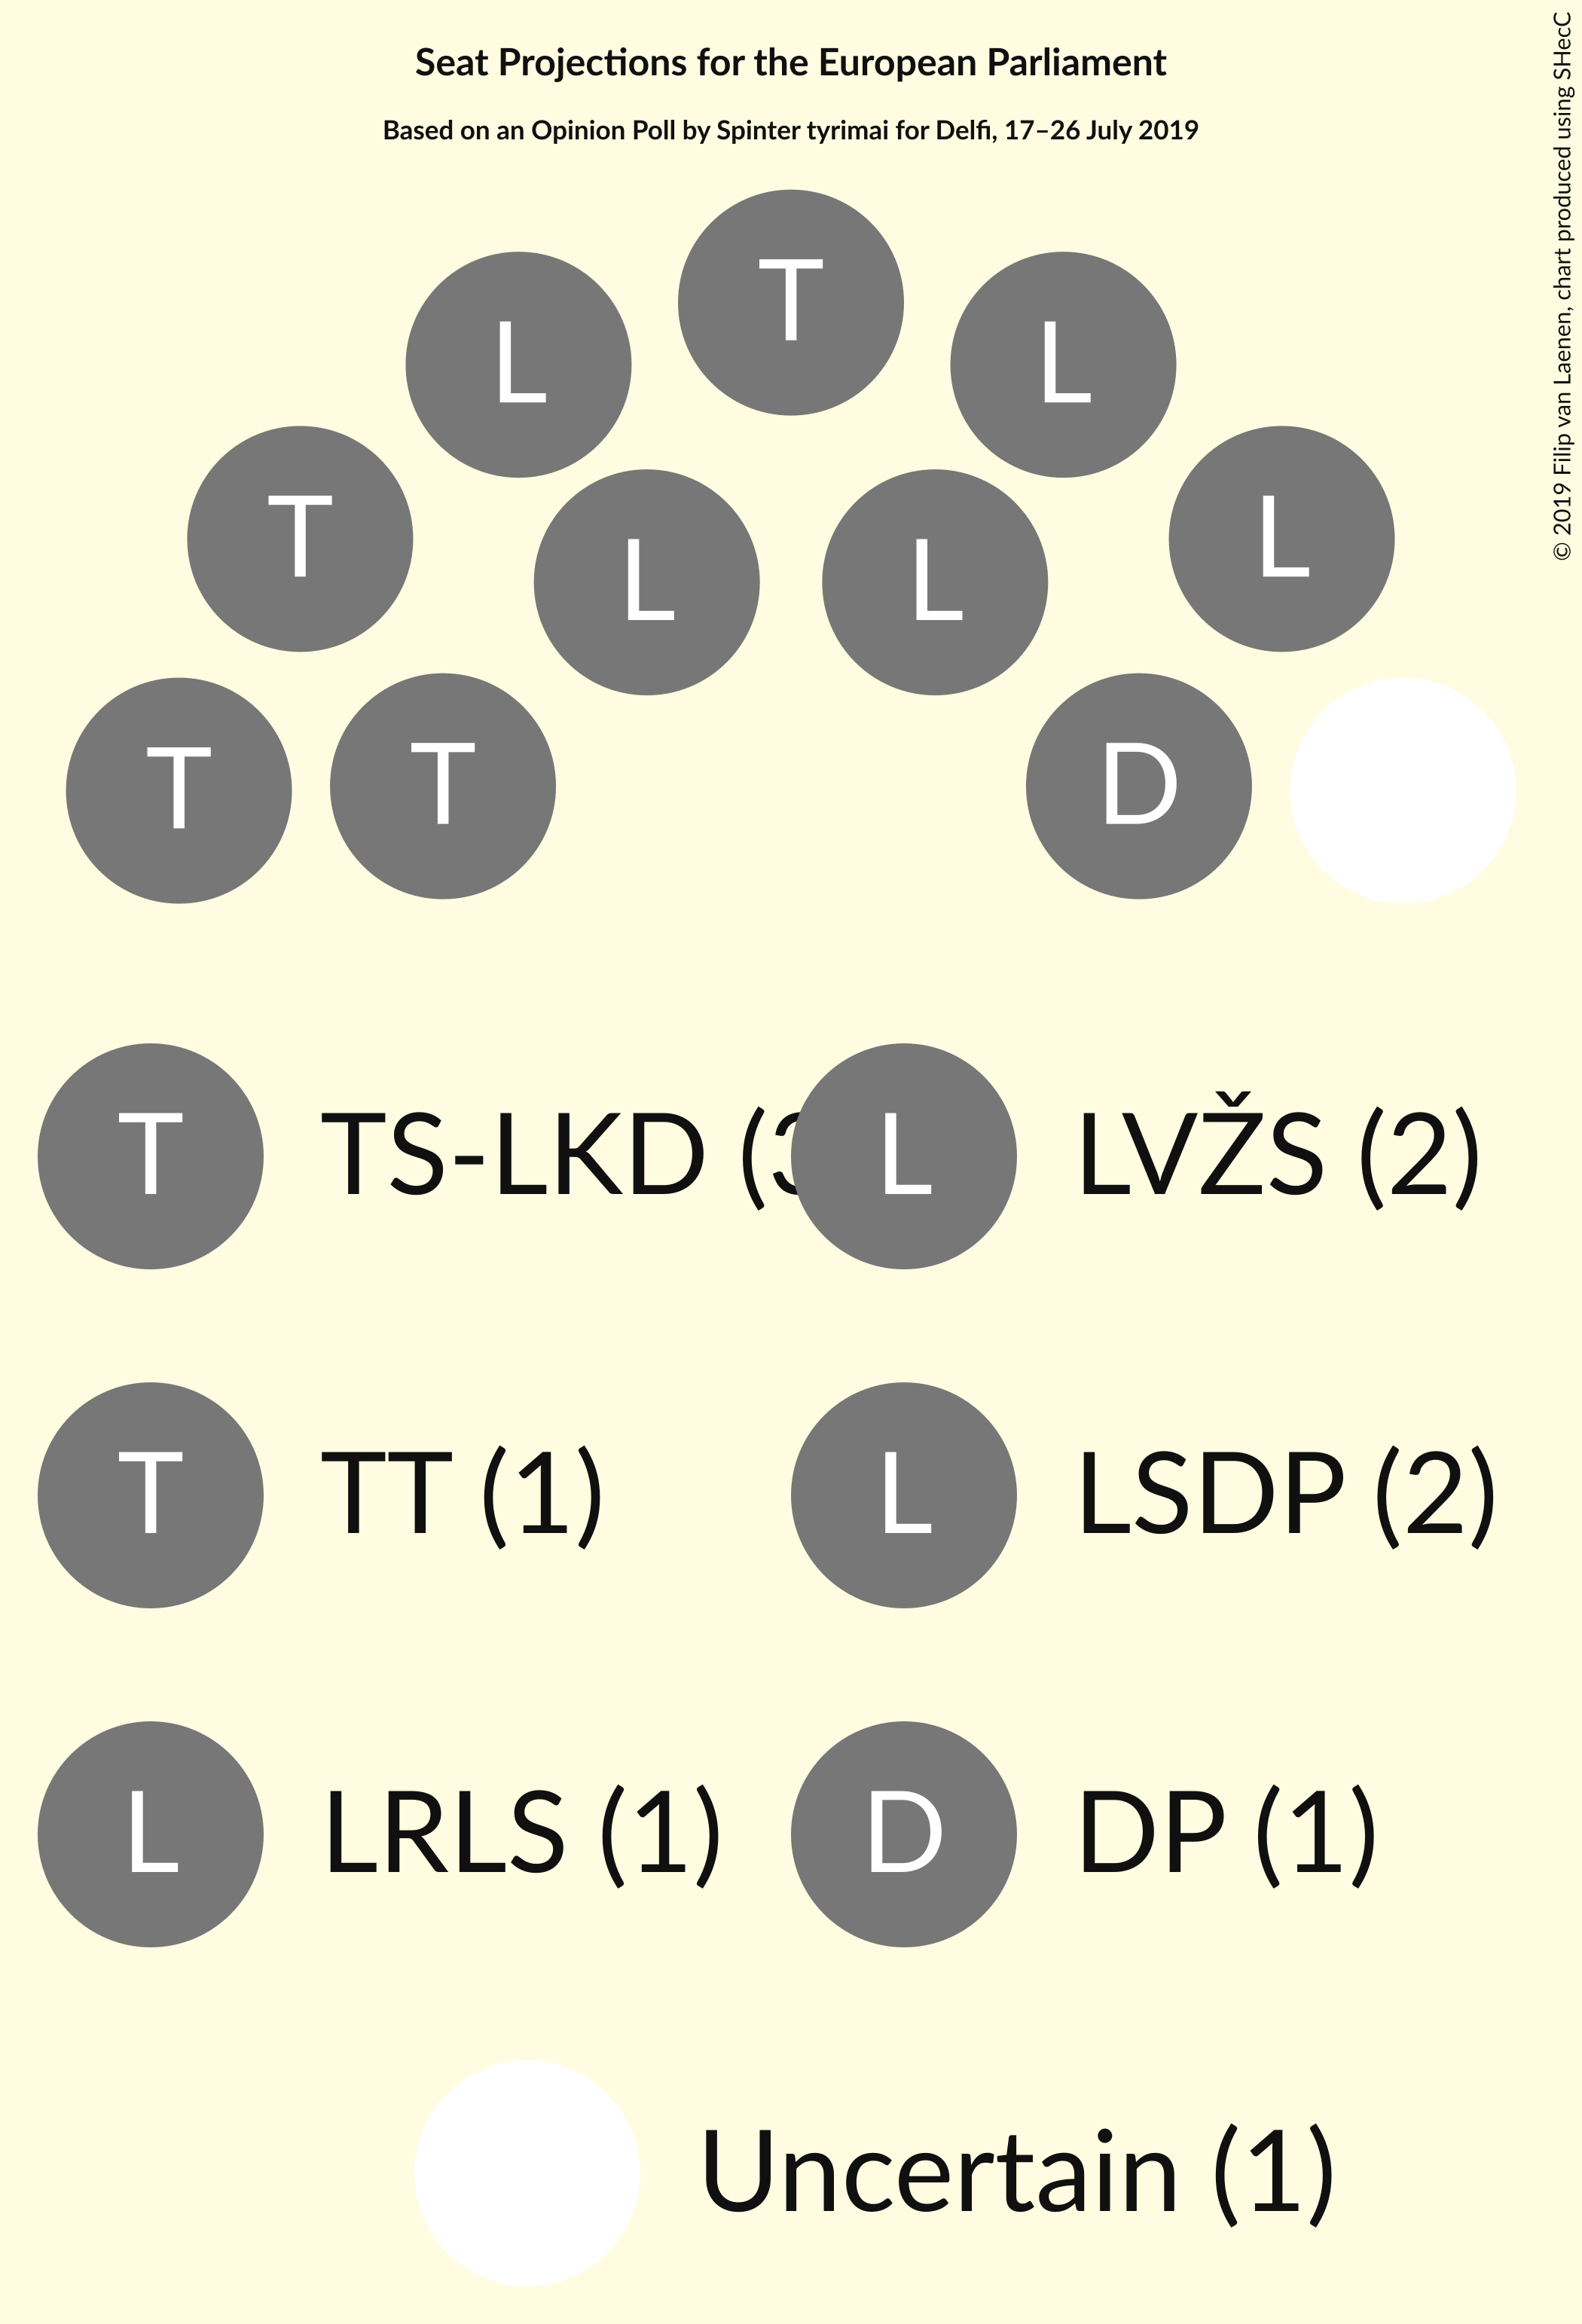 Seat Projections for the European Parliament
Based on an Opinion Poll by Spinter tyrimai for Delfi, 17–26 July 2019
© 2019 Filip van Laenen, chart produced using SHecC
T
L
L
T
L
L
L
T
T
D
T TS-LKD (3 L LVŽS (2)
T TT (1) L LSDP (2)
L LRLS (1) D DP (1)
Uncertain (1)